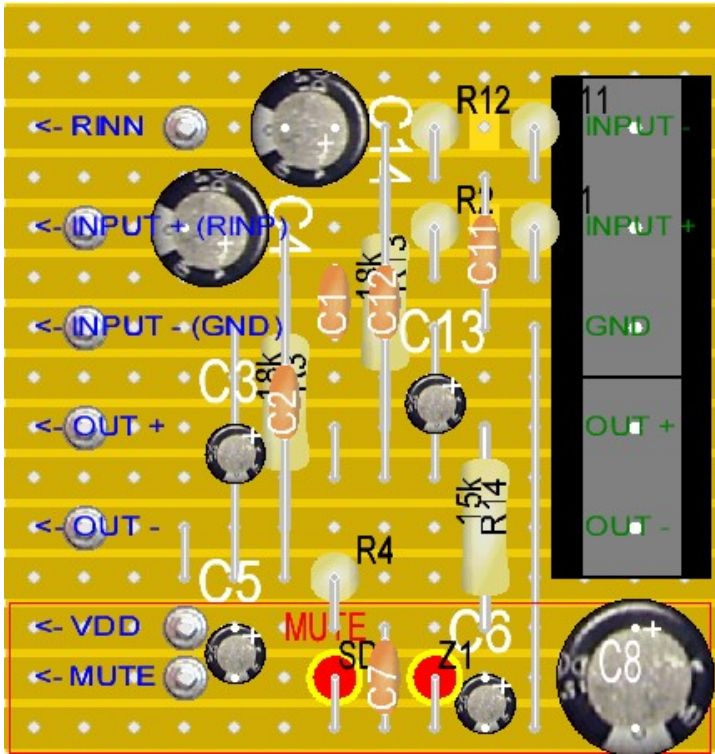 <- RINN
C14
R12
11
INPUT -
<- INPUT + (RINP)
C4
R2
1
INPUT +
C11
18k
R13
C1
C12
<- INPUT - (GND)
C13
GND
C3
18k
R3
C2
<- OUT +
OUT +
15k
R14
<- OUT -
OUT -
R4
C5
<- VDD
MUTE
C6
<- MUTE
SD
C7
Z1
C8